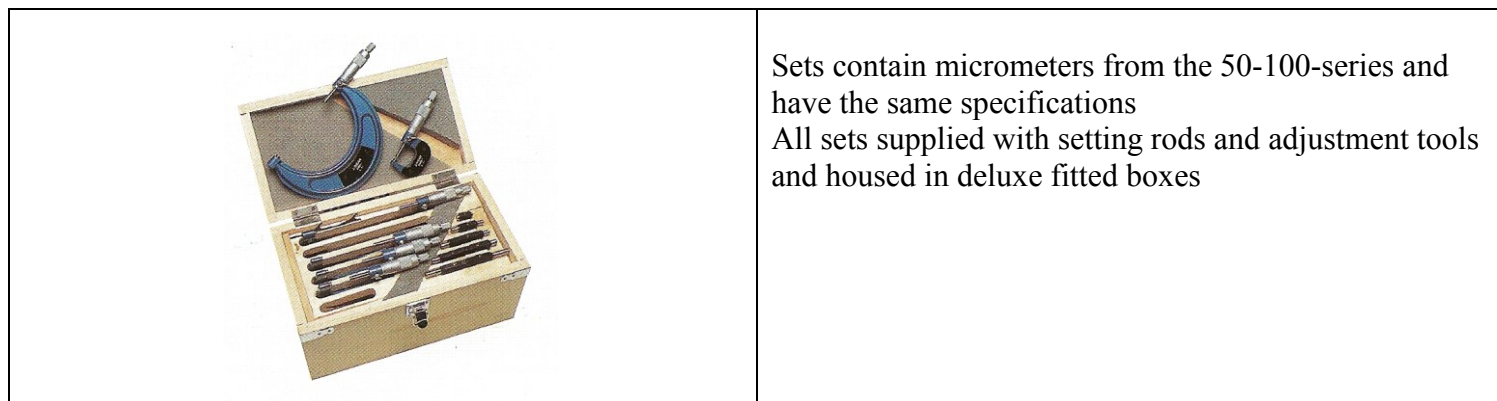 Sets contain micrometers from the 50-100-series and
have the same specifications
All sets supplied with setting rods and adjustment tools
and housed in deluxe fitted boxes